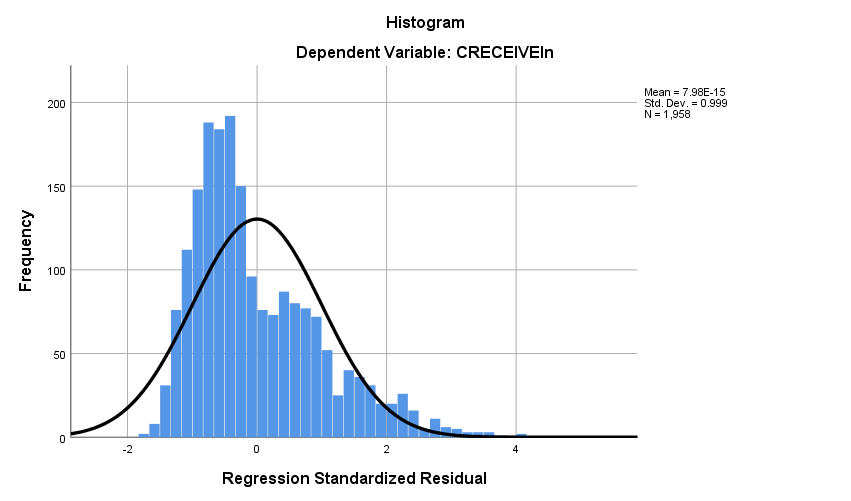 Histogram
Dependent Variable: CRECEIVEln
Mean = 7.98E-15
Std. Dev. = 0.999
N = 1,958
Frequency
200
150
100
50
0
-2 0 2 4
Regression Standardized Residual